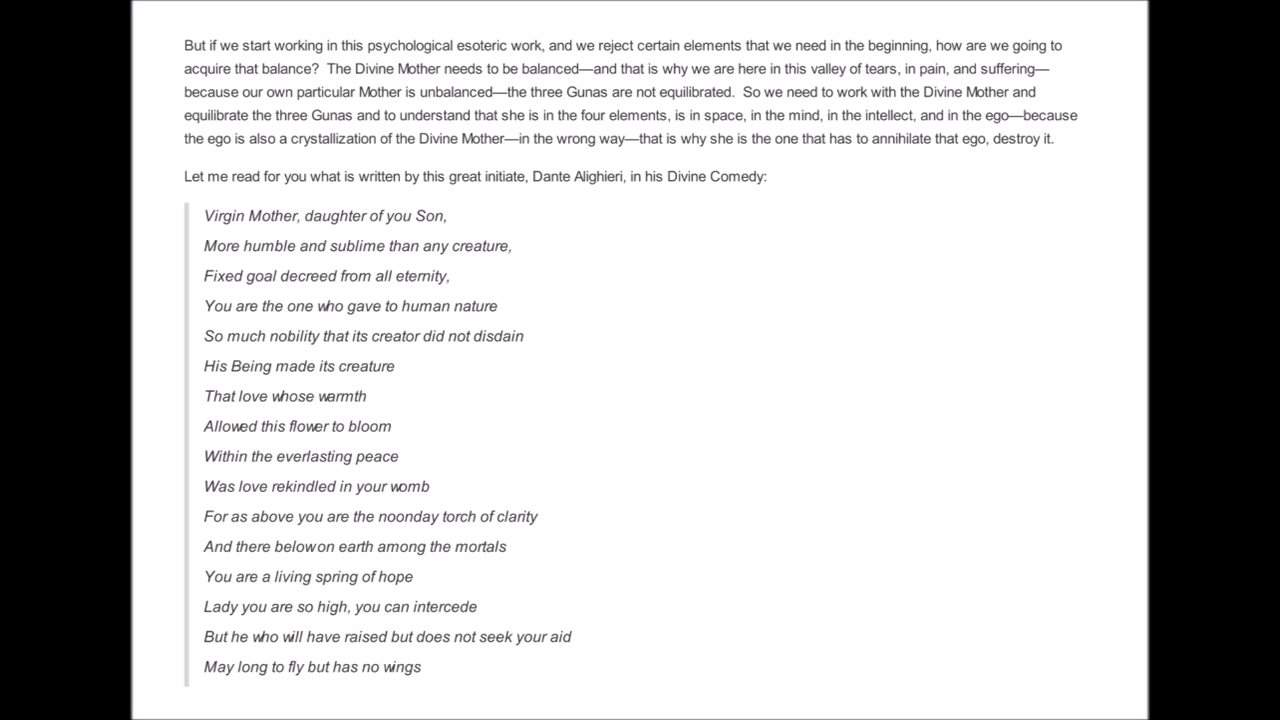 But if we start working in this psychological esoteric work, and we reject certain elements that we need in the beginning, how are we going to
acquire that balance?  The Divine Mother needs to be balanced—and that is why we are here in this valley of tears, in pain, and suffering—
because our own particular Mother is unbalanced—the three Gunas are not equilibrated.  So we need to work with the Divine Mother and
equilibrate the three Gunas and to understand that she is in the four elements, is in space, in the mind, in the intellect, and in the ego—because
the ego is also a crystallization of the Divine Mother—in the wrong way—that is why she is the one that has to annihilate that ego, destroy it.
Let me read for you what is written by this great initiate, Dante Alighieri, in his Divine Comedy:
Virgin Mother, daughter of you Son,
More humble and sublime than any creature,
Fixed goal decreed from all eternity,
You are the one who gave to human nature
So much nobility that its creator did not disdain
His Being made its creature
That love whose warmth
Allowed this flower to bloom
Within the everlasting peace
Was love rekindled in your womb
For as above you are the noonday torch of clarity
And there below on earth among the mortals
You are a living spring of hope
Lady you are so high, you can intercede
But he who will have raised but does not seek your aid
May long to fly but has no wings